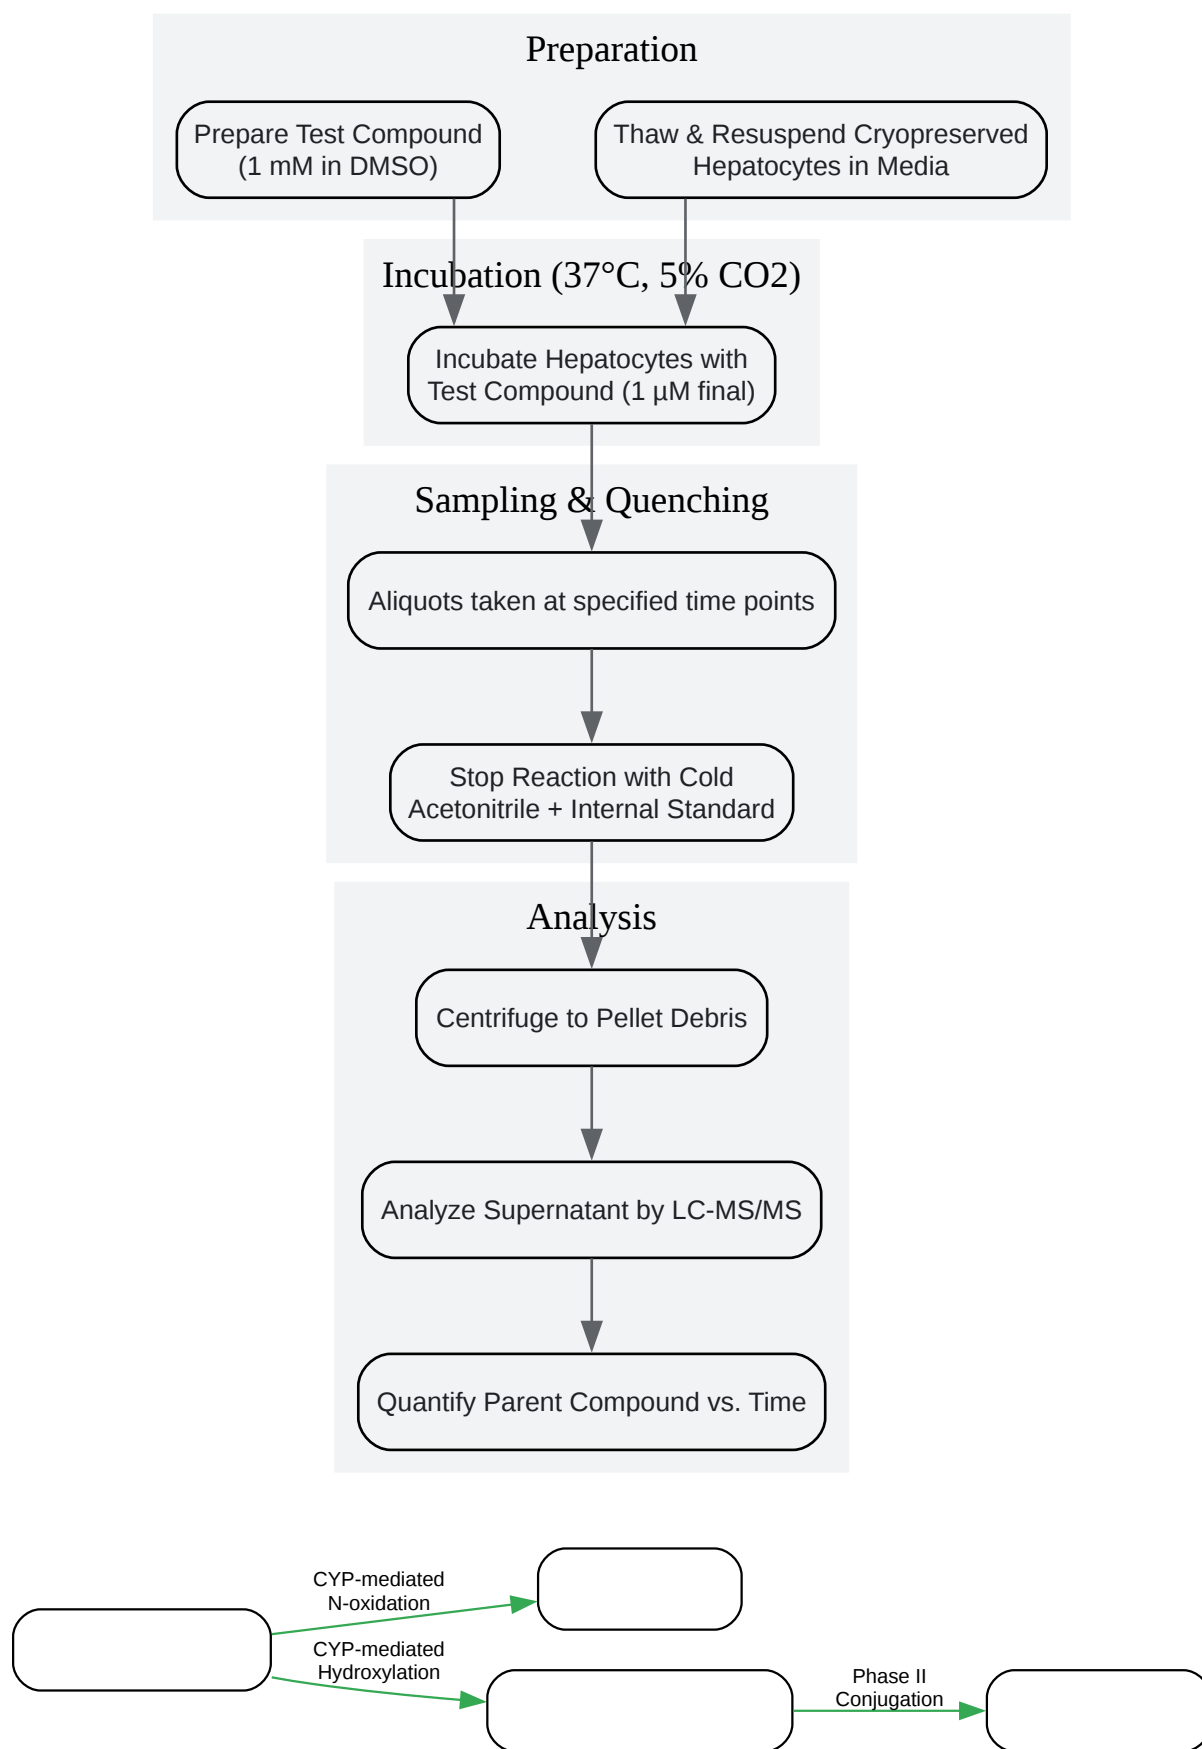 Preparation
Prepare Test Compound
(1 mM in DMSO)
Thaw & Resuspend Cryopreserved
Hepatocytes in Media
Incubation (37°C, 5% CO2)
Incubate Hepatocytes with
Test Compound (1 µM final)
Sampling & Quenching
Aliquots taken at specified time points
Stop Reaction with Cold
Acetonitrile + Internal Standard
Analysis
Centrifuge to Pellet Debris
Analyze Supernatant by LC-MS/MS
Quantify Parent Compound vs. Time
CYP-mediated
N-oxidation
CYP-mediated
Hydroxylation
Phase II
Conjugation